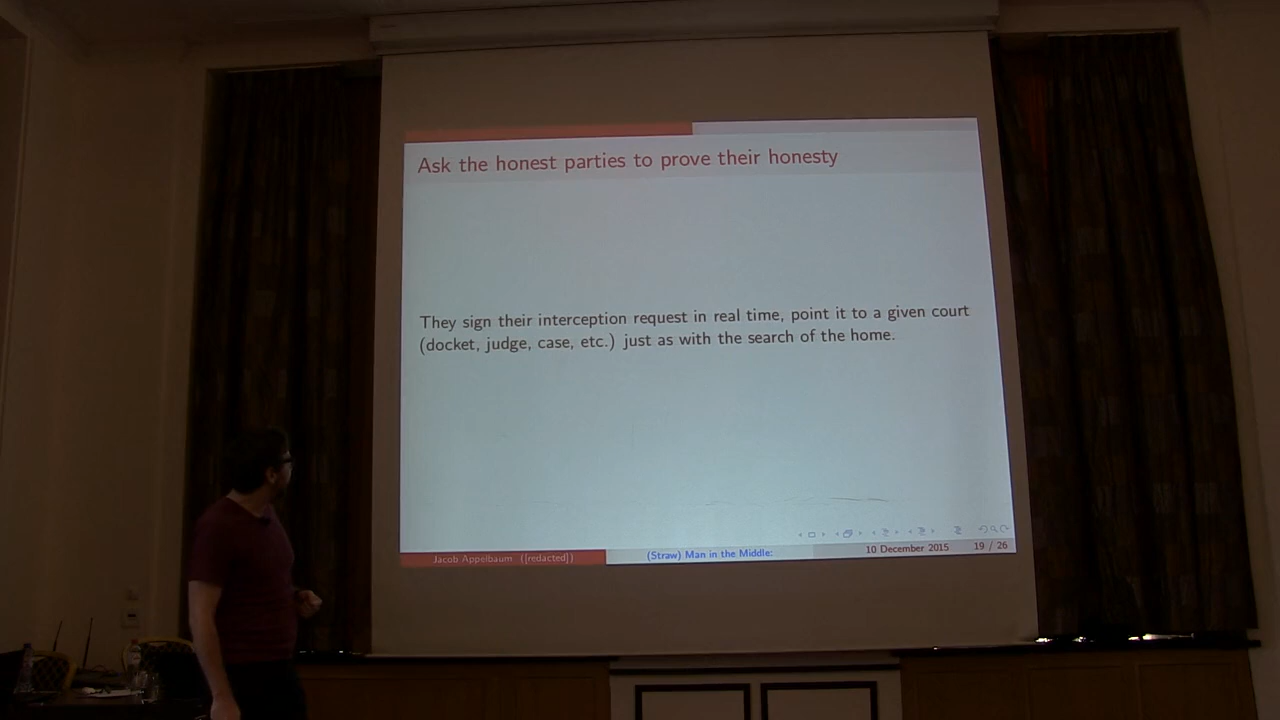 Ask the honest parties to prove their honesty
They sign their interception request in real time, point it to a given court
(docket, judge, case, etc.) just as with the search of the home.
Jacob Appelbaum ([redacted])
(Straw) Man in the Middle:
10 December 2015
19 / 26